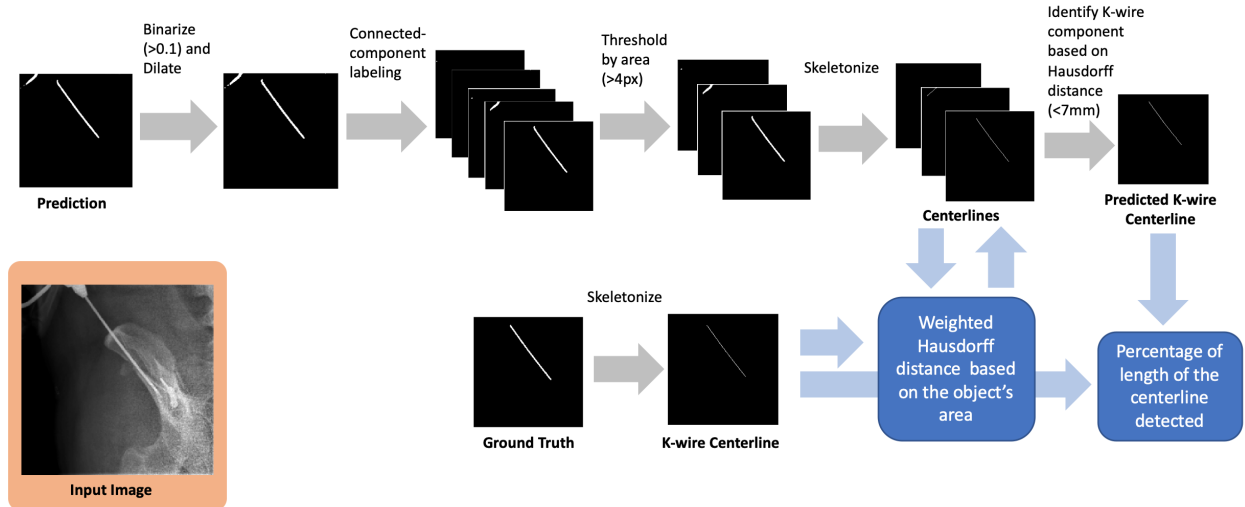 Binarize
(>0.1) and
Dilate
Connected-
component
labeling
Threshold
by area
(>4px)
Skeletonize
Identify K-wire
component
based on
Hausdorff
distance
(<7mm)
Prediction
Centerlines
Predicted K-wire
Centerline
Skeletonize
Weighted
Hausdorff
distance based
on the object's
area
Percentage of
length of the
centerline
detected
Ground Truth
K-wire Centerline
Input Image